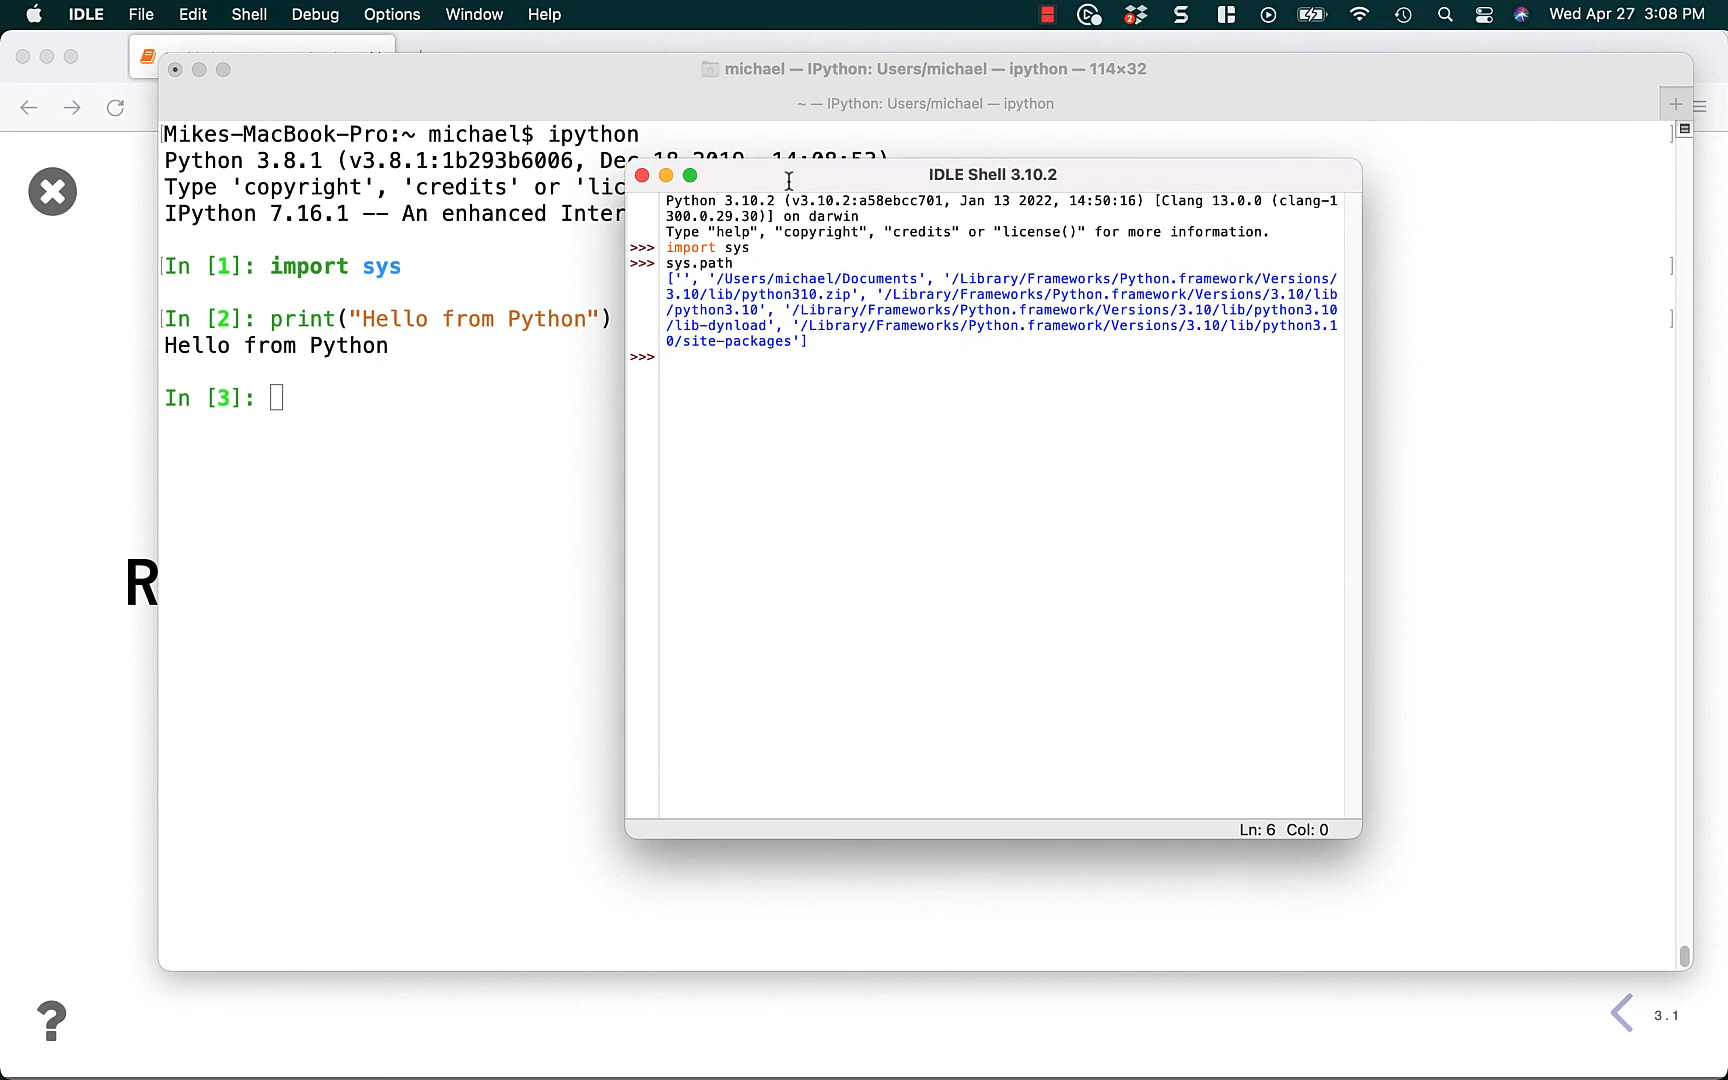 IDLE File Edit Shell Debug Options Window Help
2
Wed Apr 27 3:08 PM
michael — IPython: Users/michael — ipython — 114×32
~ — IPython: Users/michael — ipython
Mikes-MacBook-Pro:~ michael$ ipython
Python 3.8.1 (v3.8.1:1b293b6006, Dec 18 2019, 14:08:53)
Type 'copyright', 'credits' or 'lic
IPython 7.16.1 -- An enhanced Inter
In [1]: import sys
In [2]: print("Hello from Python")
Hello from Python
In [3]:
IDLE Shell 3.10.2
Python 3.10.2 (v3.10.2:a58ebcc701, Jan 13 2022, 14:50:16) [Clang 13.0.0 (clang-1
300.0.29.30)] on darwin
Type "help", "copyright", "credits" or "license()" for more information.
>>> import sys
>>> sys.path
['', '/Users/michael/Documents', '/Library/Frameworks/Python.framework/Versions/
3.10/lib/python310.zip', '/Library/Frameworks/Python.framework/Versions/3.10/lib
/python3.10', '/Library/Frameworks/Python.framework/Versions/3.10/lib/python3.10
/lib-dynload', '/Library/Frameworks/Python.framework/Versions/3.10/lib/python3.1
0/site-packages']
>>>
Ln: 6 Col: 0
R
?
3.1